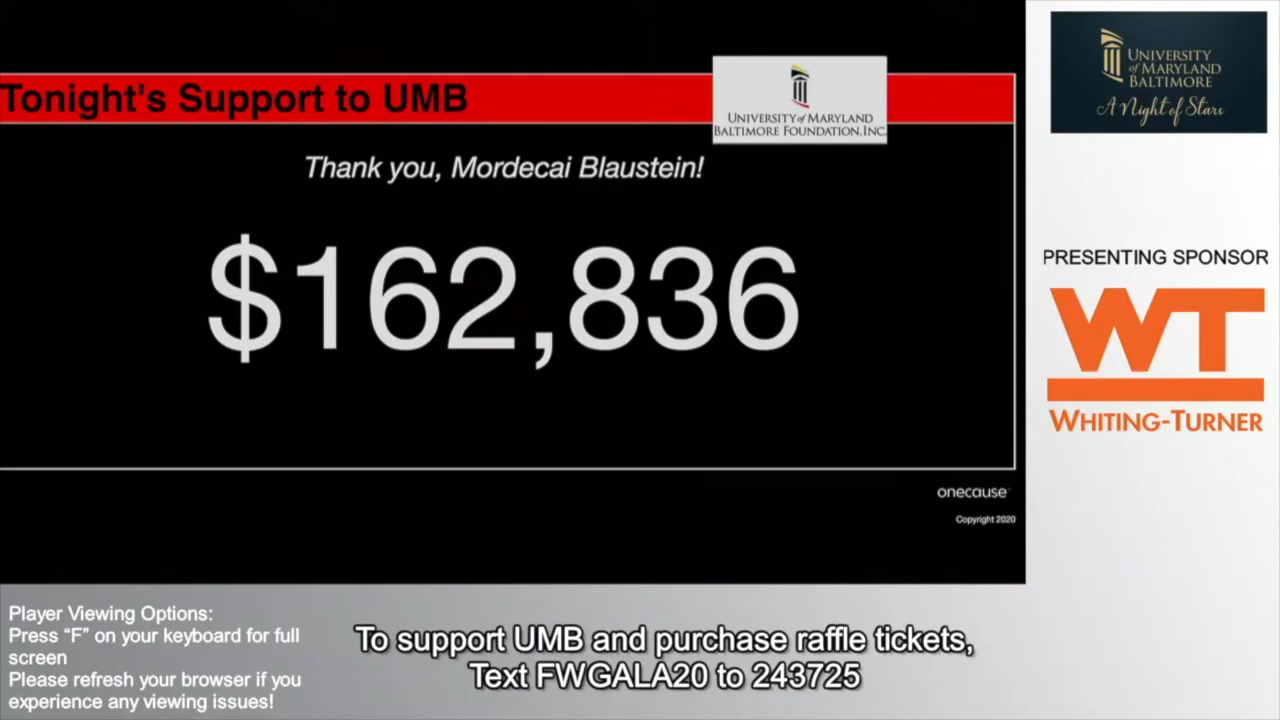 Tonight's Support to UMB
UNIVERSITY of MARYLAND
BALTIMORE FOUNDATION, INC.
Thank you, Mordecai Blaustein!
$162,836
onecause
Copyright 2020
UNIVERSITY
of MARYLAND
BALTIMORE
A Night of Stars
PRESENTING SPONSOR
WT
WHITING-TURNER
Player Viewing Options:
Press “F” on your keyboard for full
screen
Please refresh your browser if you
experience any viewing issues!
To support UMB and purchase raffle tickets,
Text FWGALA20 to 243725